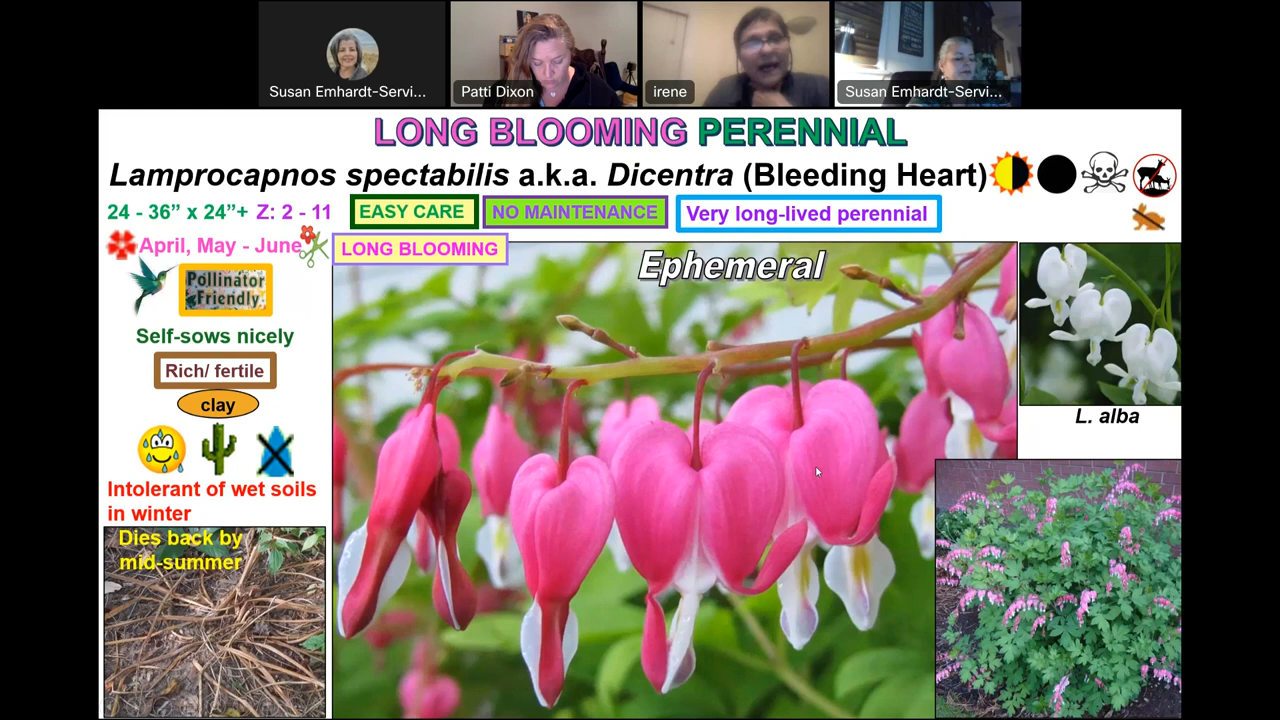 Susan Emhardt-Servi...
Patti Dixon
irene
Susan Emhardt-Servi...
LONG BLOOMING PERENNIAL
Lamprocapnos spectabilis a.k.a. Dicentra (Bleeding Heart)
24 - 36” x 24”+ Z: 2 - 11
EASY CARE
NO MAINTENANCE
Very long-lived perennial
April, May - June
LONG BLOOMING
Ephemeral
Pollinator
Friendly
Self-sows nicely
Rich/ fertile
clay
L. alba
Intolerant of wet soils
in winter
Dies back by
mid-summer